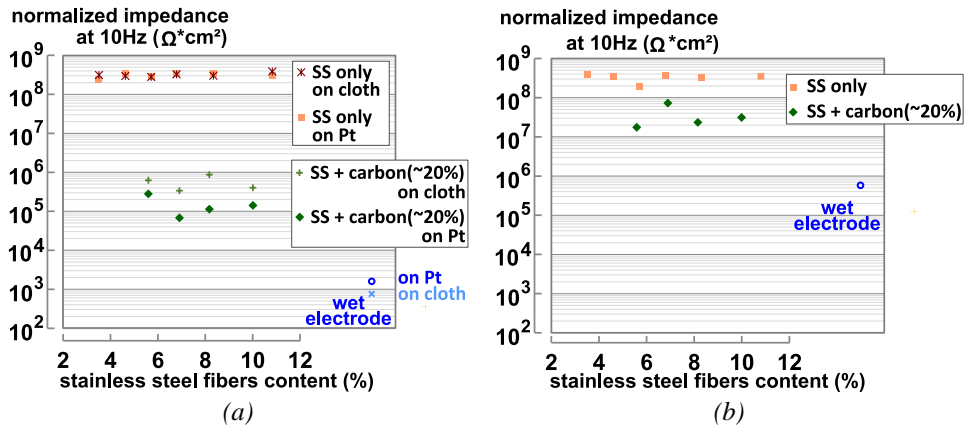 normalized impedance
at 10Hz (Ω*cm²)
10⁹
10⁸
10⁷
10⁶
10⁵
10⁴
10³
10²
SS only
on cloth
SS only
on Pt
SS + carbon(~20%)
on cloth
SS + carbon(~20%)
on Pt
on Pt
on cloth
wet
electrode
2 4 6 8 10 12
stainless steel fibers content (%)
(a)
normalized impedance
at 10Hz (Ω*cm²)
10⁹
10⁸
10⁷
10⁶
10⁵
10⁴
10³
10²
SS only
SS + carbon(~20%)
wet
electrode
2 4 6 8 10 12
stainless steel fibers content (%)
(b)